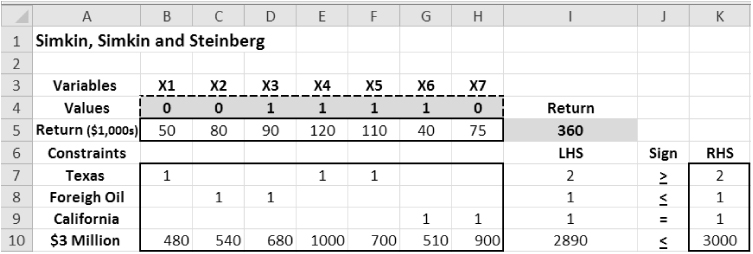 A B C D E F G H I J K
1 Simkin, Simkin and Steinberg
2
3 Variables X1 X2 X3 X4 X5 X6 X7
4 Values 0 0 1 1 1 1 0 Return
5 Return ($1,000s) 50 80 90 120 110 40 75 360
6 Constraints LHS Sign RHS
7 Texas 1 1 1 2 ≥ 2
8 Foreigh Oil 1 1 1 ≤ 1
9 California 1 1 1 = 1
10 $3 Million 480 540 680 1000 700 510 900 2890 ≤ 3000